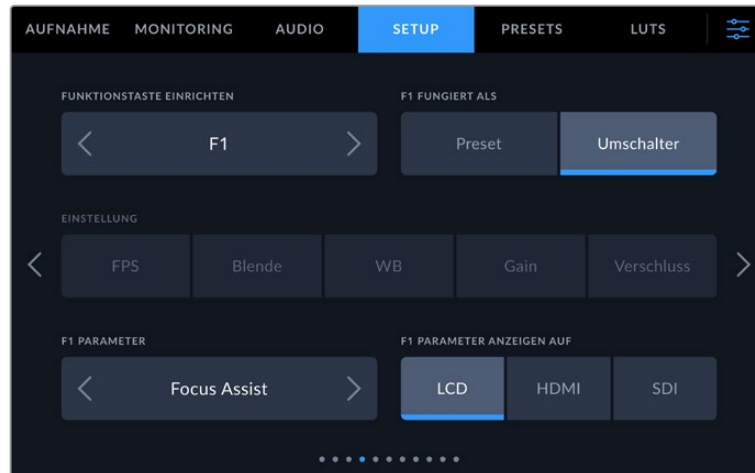 AUFNAHME MONITORING AUDIO SETUP PRESETS LUTS
FUNKTIONSTASTE EINRICHTEN F1 FUNGIERT ALS
F1 Preset Umschalter
EINSTELLUNG
FPS Blende WB Gain Verschluss
F1 PARAMETER F1 PARAMETER ANZEIGEN AUF
Focus Assist LCD HDMI SDI